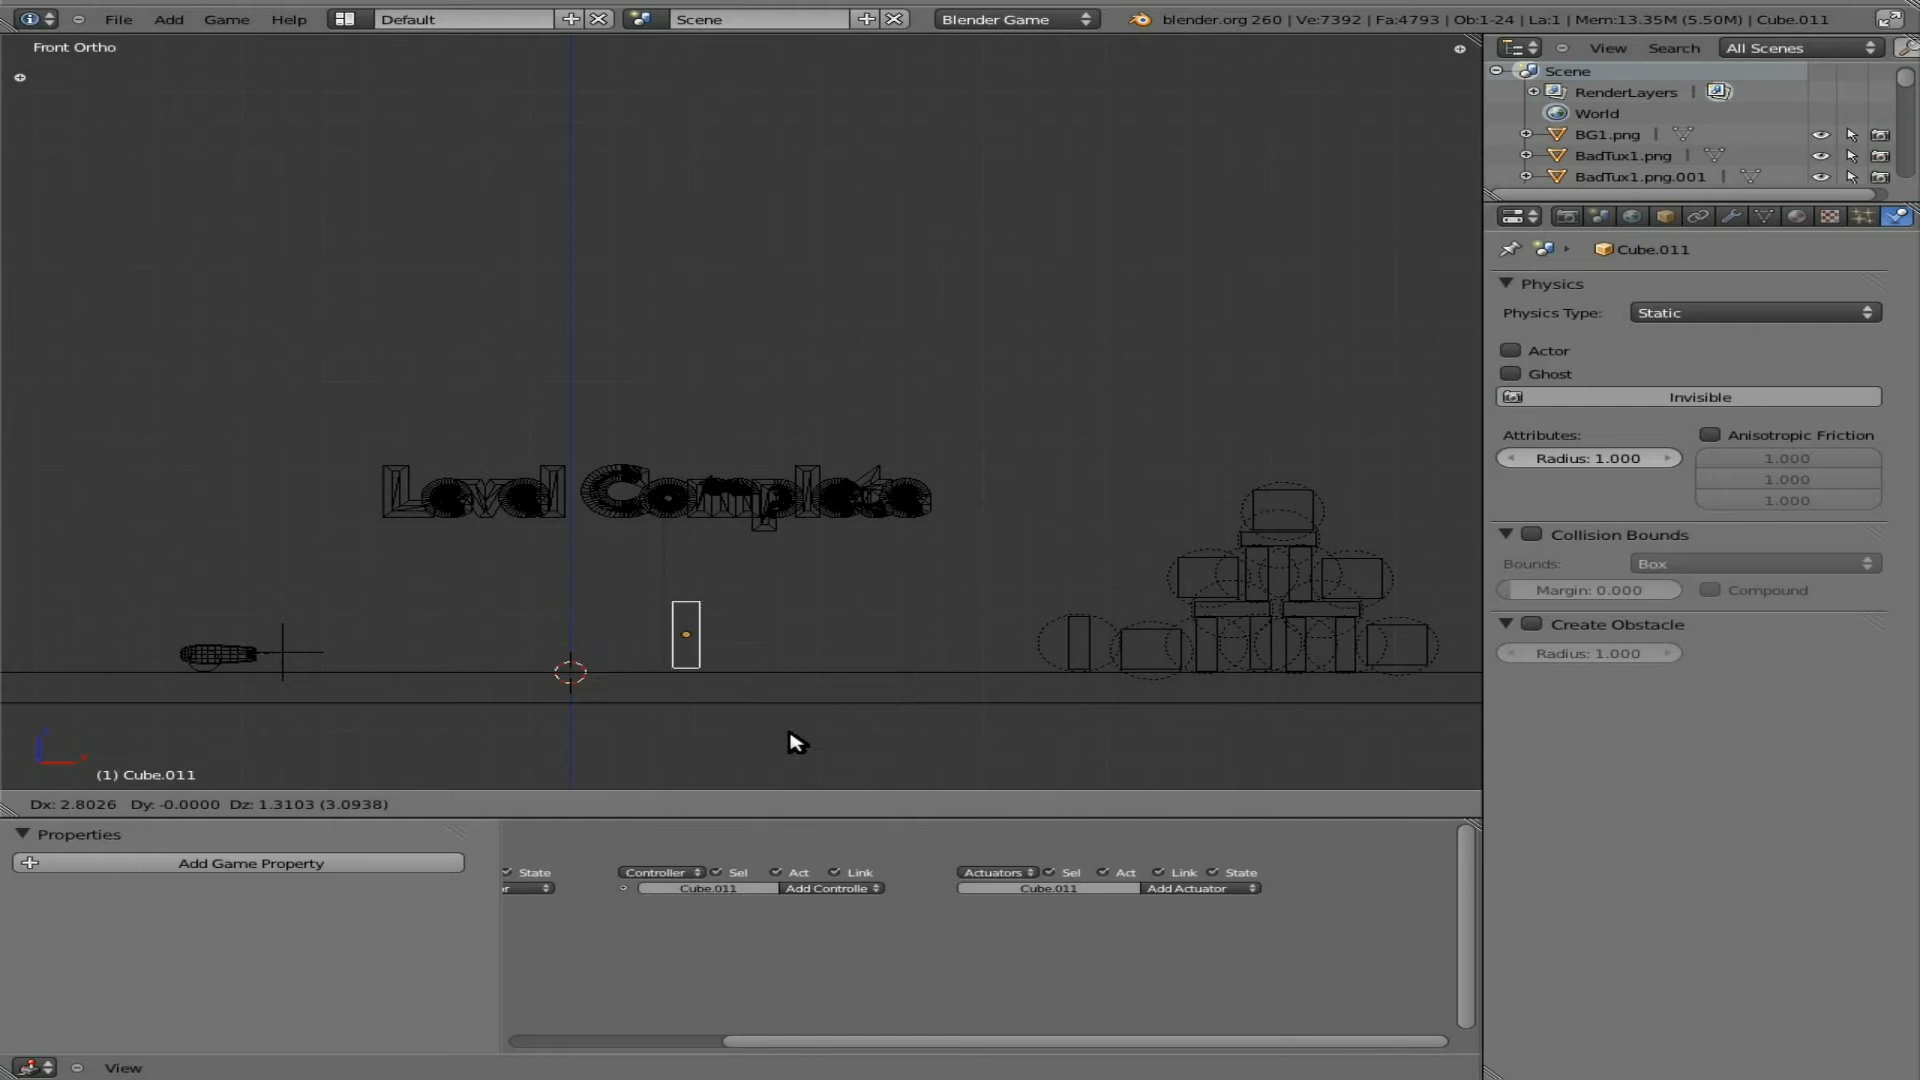 File Add Game Help Default Scene Blender Game blender.org 260 | Ve:7392 | Fa:4793 | Ob:1-24 | La:1 | Mem:13.35M (5.50M) | Cube.011
Front Ortho
View Search All Scenes
Scene
RenderLayers |
World
BG1.png |
BadTux1.png |
BadTux1.png.001 |
Cube.011
Physics
Physics Type: Static
Actor
Ghost
Invisible
Attributes: Anisotropic Friction
Radius: 1.000 1.000
1.000
1.000
Level Complete
Collision Bounds
Bounds: Box
Margin: 0.000 Compound
Create Obstacle
Radius: 1.000
(1) Cube.011
Dx: 2.8026 Dy: -0.0000 Dz: 1.3103 (3.0938)
Properties
Add Game Property
State Controller Sel Act Link Actuators Sel Act Link State
r Cube.011 Add Controlle Cube.011 Add Actuator
View